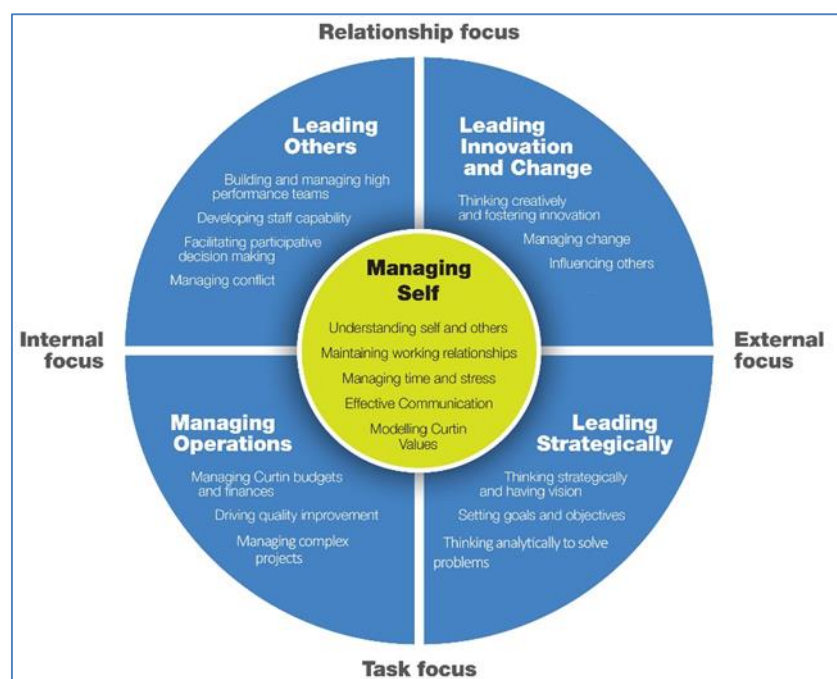 Relationship focus
Leading
Others
Building and managing high
performance teams
Developing staff capability
Facilitating participative
decision making
Managing conflict
Leading
Innovation
and Change
Thinking creatively
and fostering innovation
Managing change
Influencing others
Internal
focus
Managing
Self
Understanding self and others
Maintaining working relationships
Managing time and stress
Effective Communication
Modelling Curtin
Values
External
focus
Managing
Operations
Managing Curtin budgets
and finances
Driving quality improvement
Managing complex
projects
Leading
Strategically
Thinking strategically
and having vision
Setting goals and objectives
Thinking analytically to solve
problems
Task focus